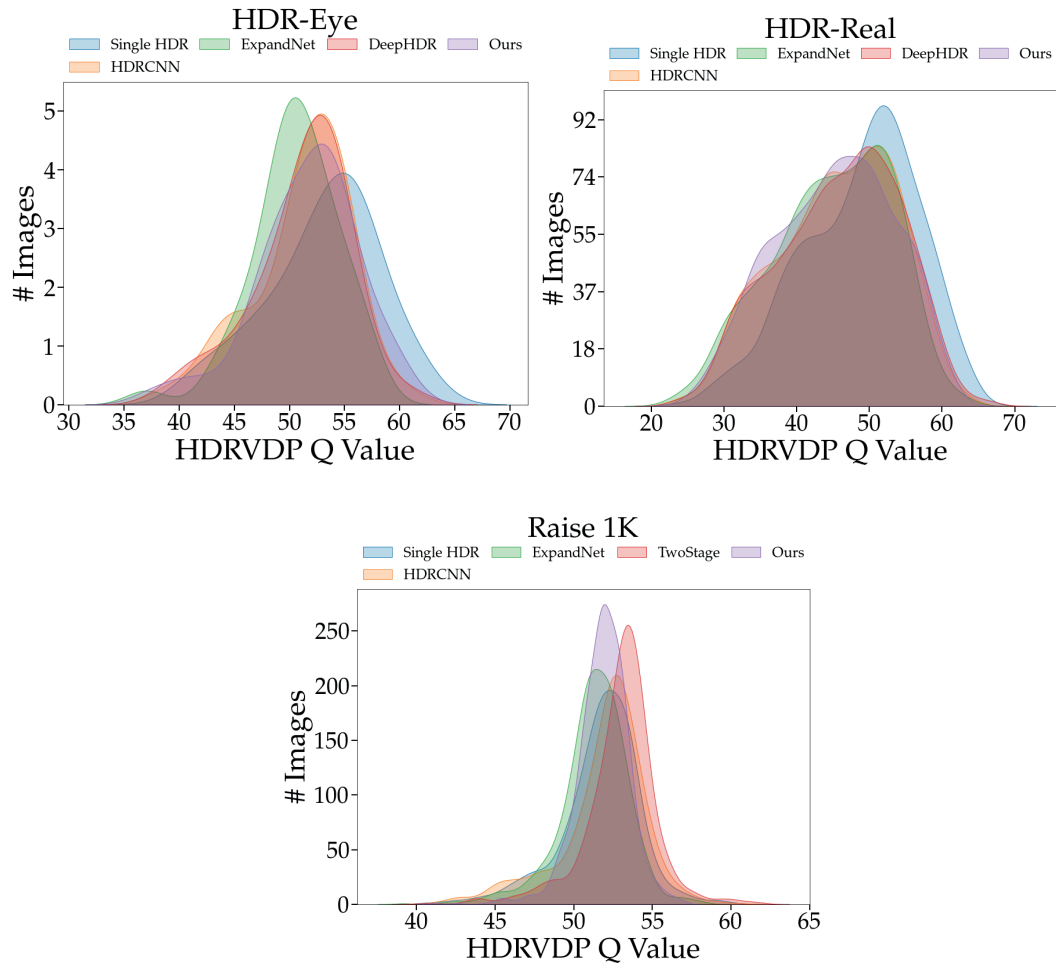 HDR-Eye
Single HDR ExpandNet DeepHDR Ours
HDRCNN
5
4
3
2
1
0
# Images
30 35 40 45 50 55 60 65 70
HDRVDP Q Value
HDR-Real
Single HDR ExpandNet DeepHDR Ours
HDRCNN
92
74
55
37
18
0
# Images
20 30 40 50 60 70
HDRVDP Q Value
Raise 1K
Single HDR ExpandNet TwoStage Ours
HDRCNN
250
200
150
100
50
0
# Images
40 45 50 55 60 65
HDRVDP Q Value